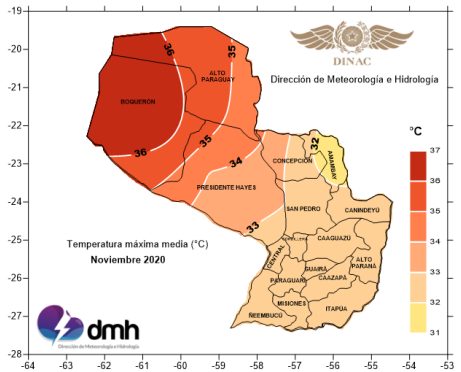 DINAC
Dirección de Meteorología e Hidrología
-19
-20
-21
-22
-23
-24
-25
-26
-27
-28
-64
-63
-62
-61
-60
-59
-58
-57
-56
-55
-54
-53
36
35
ALTO
PARAGUAY
BOQUERÓN
36
35
34
32
CONCEPCIÓN
AMAMBAY
PRESIDENTE HAYES
SAN PEDRO
CANINDEYÚ
33
CAAGUAZÚ
CENTRAL
GUAIRÁ
ALTO
PARANÁ
CAAZAPÁ
PARAGUARÍ
MISIONES
ITAPÚA
ÑEEMBUCÚ
°C
37
36
35
34
33
32
31
Temperatura máxima media (°C)
Noviembre 2020
dmh
Dirección de Meteorología e Hidrología